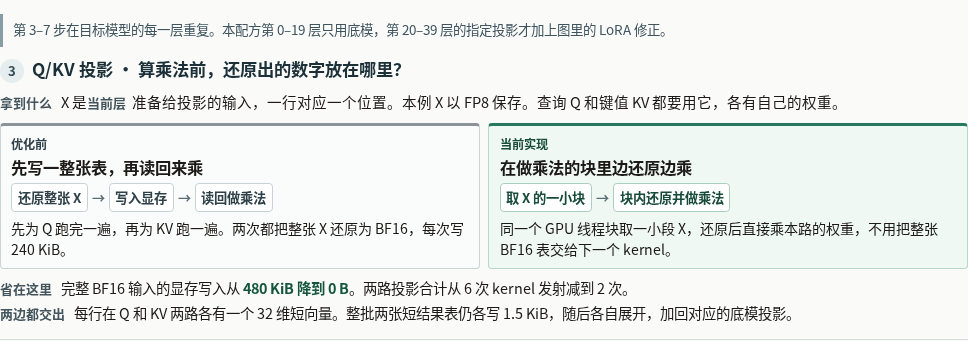 第 3–7 步在目标模型的每一层重复。本配方第 0–19 层只用底模，第 20–39 层的指定投影才加上图里的 LoRA 修正。
3 Q/KV 投影 · 算乘法前，还原出的数字放在哪里？
拿到什么 X 是当前层 准备给投影的输入，一行对应一个位置。本例 X 以 FP8 保存。查询 Q 和键值 KV 都要用它，各有自己的权重。
优化前
先写一整张表，再读回来乘
还原整张 X → 写入显存 → 读回做乘法
先为 Q 跑完一遍，再为 KV 跑一遍。两次都把整张 X 还原为 BF16，每次写
240 KiB。
当前实现
在做乘法的块里边还原边乘
取 X 的一小块 → 块内还原并做乘法
同一个 GPU 线程块取一小段 X，还原后直接乘本路的权重，不用把整张
BF16 表交给下一个 kernel。
省在这里 完整 BF16 输入的显存写入从 480 KiB 降到 0 B。两路投影合计从 6 次 kernel 发射减到 2 次。
两边都交出 每行在 Q 和 KV 两路各有一个 32 维短向量。整批两张短结果表仍各写 1.5 KiB，随后各自展开，加回对应的底模投影。